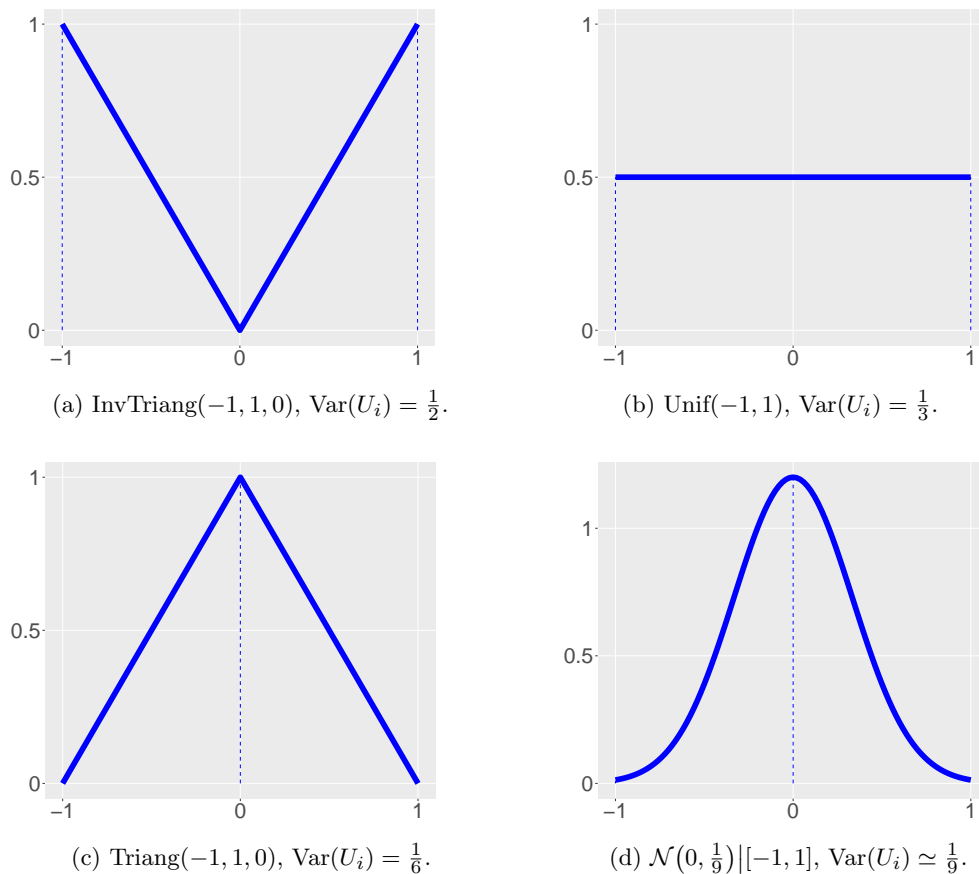 1
0.5
0
−1 0 1
(a) InvTriang(−1, 1, 0), Var(U_i) = 1/2.
0.5
1
0
−1 0 1
(b) Unif(−1, 1), Var(U_i) = 1/3.
1
0.5
0
−1 0 1
(c) Triang(−1, 1, 0), Var(U_i) = 1/6.
1
0.5
0
−1 0 1
(d) 𝒩(0, 1/9)|[−1, 1], Var(U_i) ≃ 1/9.